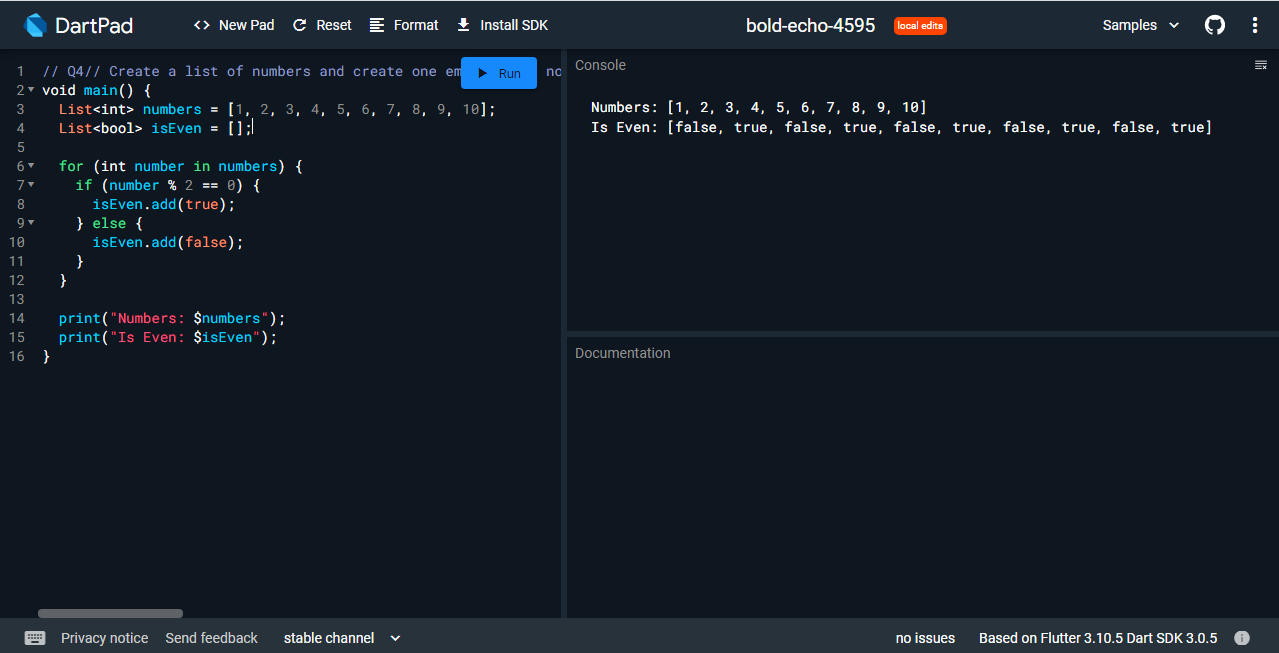 DartPad
<> New Pad
Reset
Format
Install SDK
bold-echo-4595
local edits
Samples
1 // Q4// Create a list of numbers and create one em
Run
no
2 void main() {
3 List<int> numbers = [1, 2, 3, 4, 5, 6, 7, 8, 9, 10];
4 List<bool> isEven = [];
5
6 for (int number in numbers) {
7 if (number % 2 == 0) {
8 isEven.add(true);
9 } else {
10 isEven.add(false);
11 }
12 }
13
14 print("Numbers: $numbers");
15 print("Is Even: $isEven");
16 }
Console
Numbers: [1, 2, 3, 4, 5, 6, 7, 8, 9, 10]
Is Even: [false, true, false, true, false, true, false, true, false, true]
Documentation
Privacy notice
Send feedback
stable channel
no issues
Based on Flutter 3.10.5 Dart SDK 3.0.5